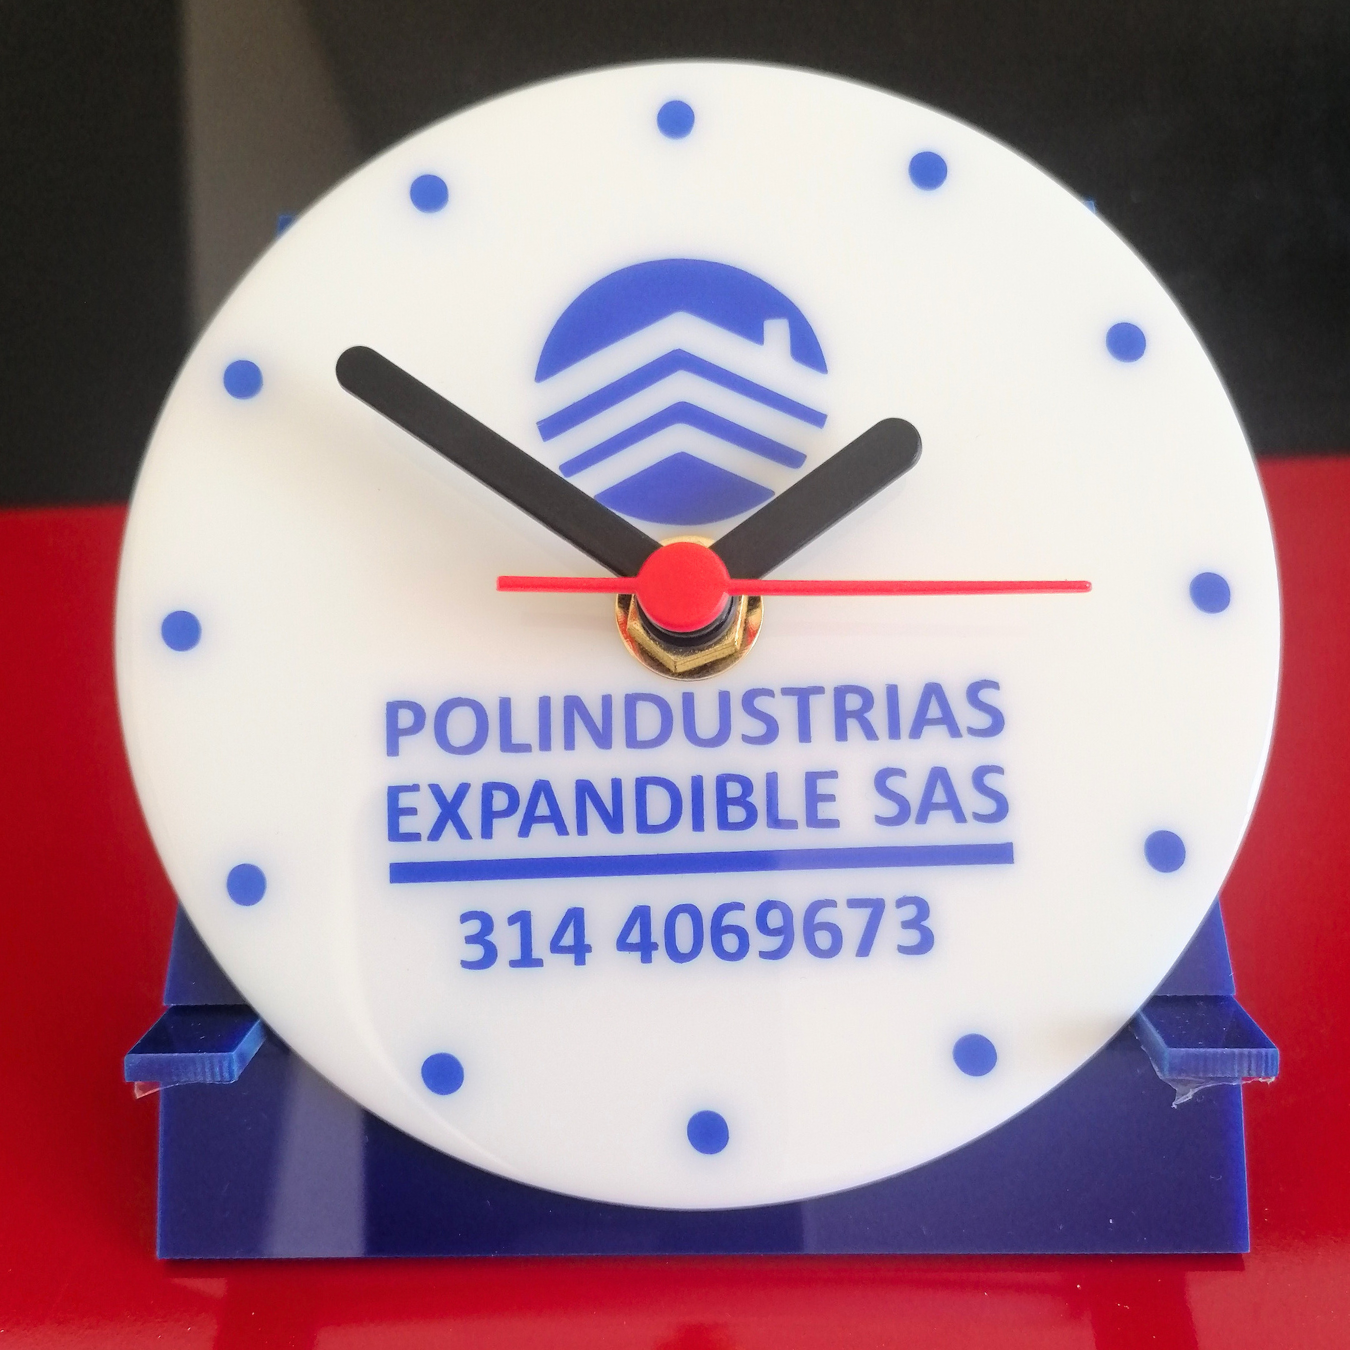 POLINDUSTRIAS
EXPANDIBLE SAS
314 4069673